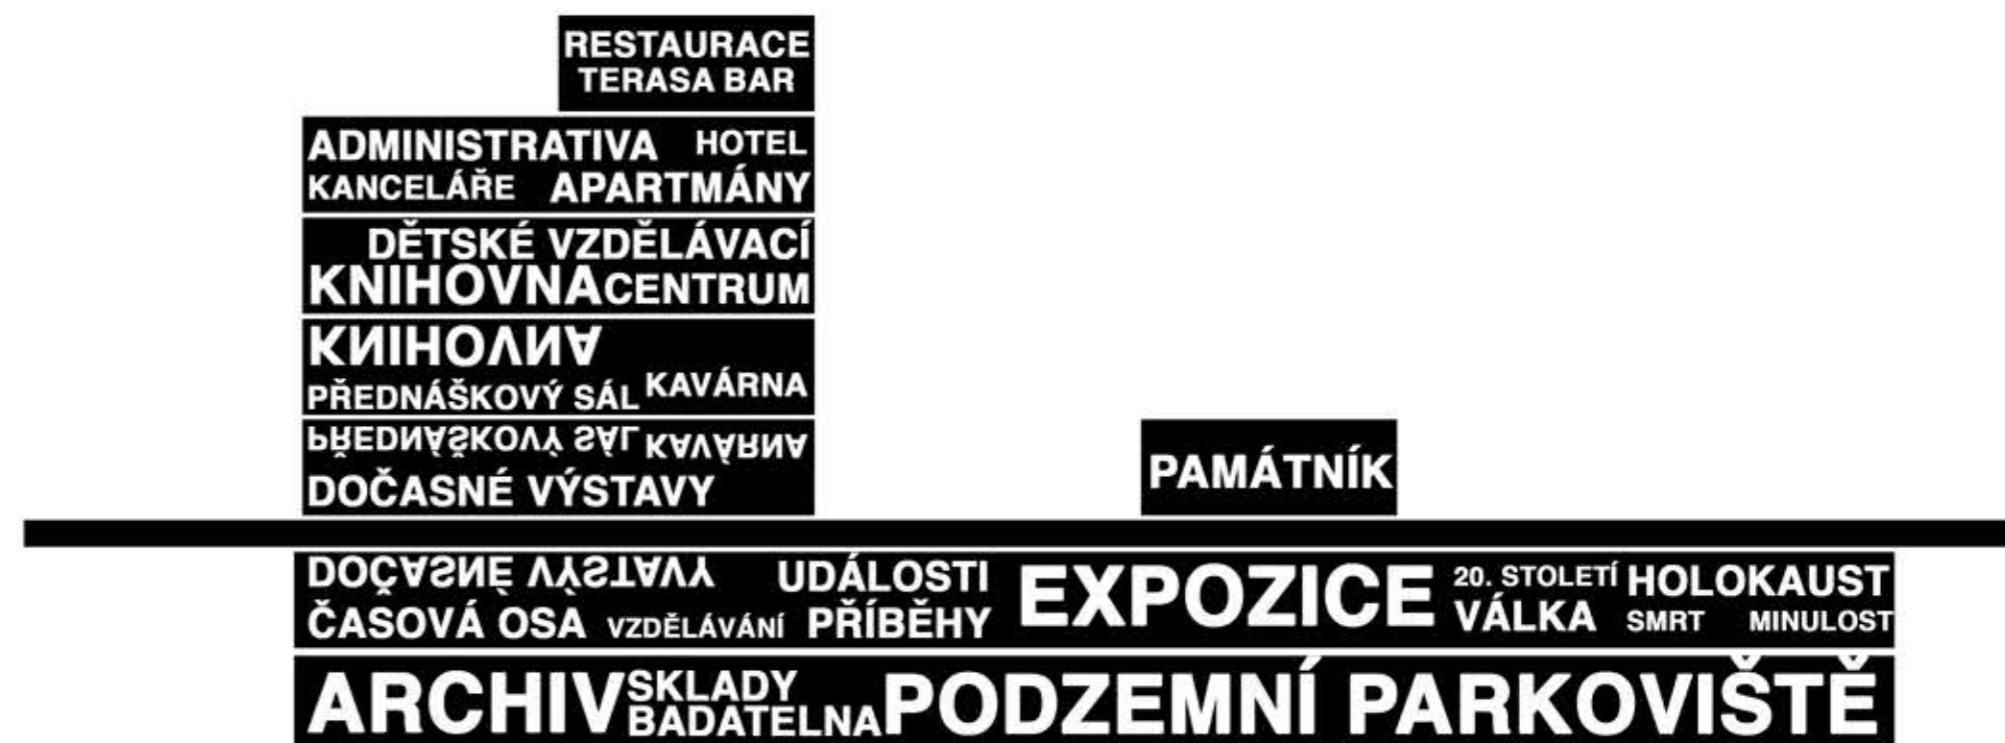 RESTAURACE
TERASA BAR
ADMINISTRATIVA HOTEL
KANCELÁŘE APARTMÁNY
DĚTSKÉ VZDĚLÁVACÍ
KNIHOVNA CENTRUM
KNIHOVNA
PŘEDNÁŠKOVÝ SÁL KAVÁRNA
PŘEDNÁŠKOVÝ SÁL KAVÁRNA
DOČASNÉ VÝSTAVY
PAMÁTNÍK
DOČASNÉ VÝSTAVY UDÁLOSTI EXPOZICE 20. STOLETÍ HOLOKAUST
ČASOVÁ OSA VZDĚLÁVÁNÍ PŘÍBĚHY VÁLKA SMRT MINULOST
ARCHIV SKLADY PODZEMNÍ PARKOVIŠTĚ
BADATELNA